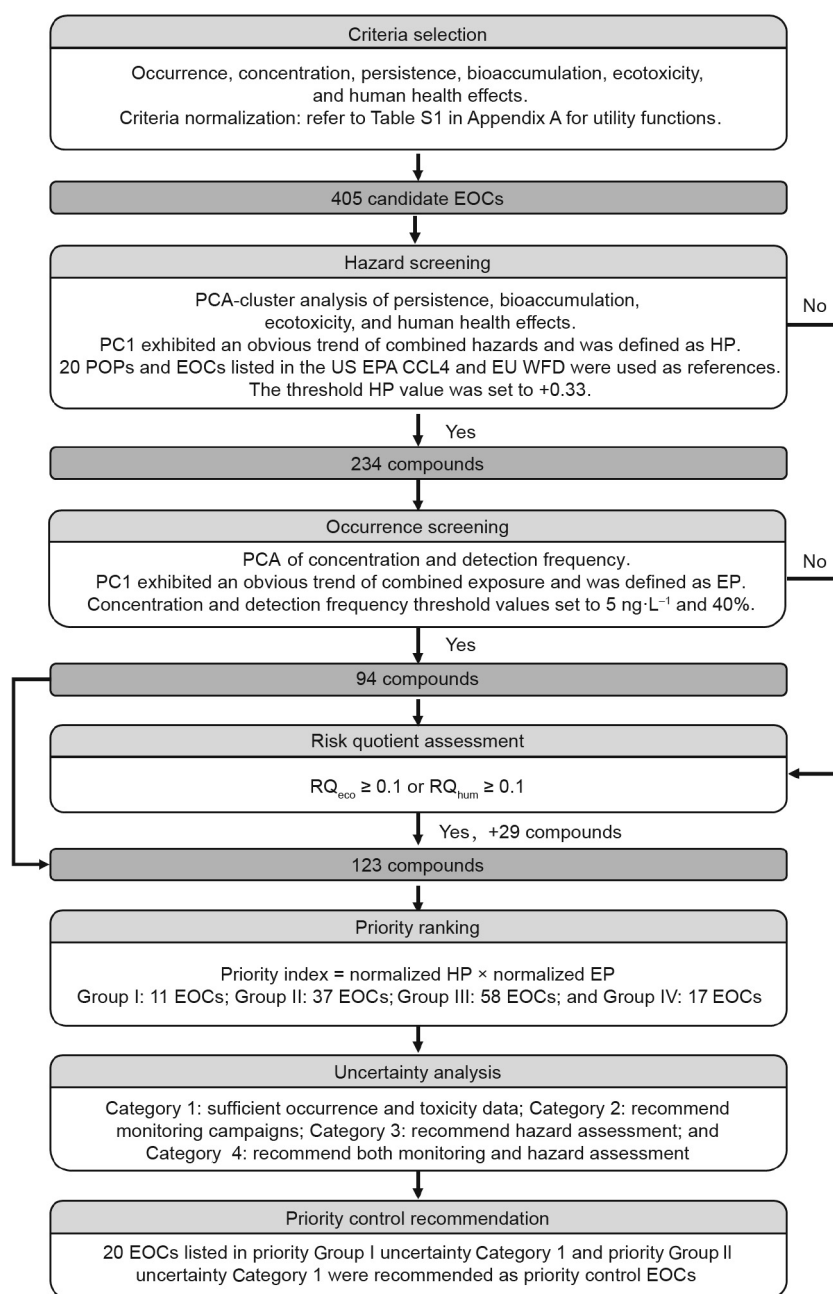 Criteria selection
Occurrence, concentration, persistence, bioaccumulation, ecotoxicity,
and human health effects.
Criteria normalization: refer to Table S1 in Appendix A for utility functions.
405 candidate EOCs
Hazard screening
PCA-cluster analysis of persistence, bioaccumulation,
ecotoxicity, and human health effects.
PC1 exhibited an obvious trend of combined hazards and was defined as HP.
20 POPs and EOCs listed in the US EPA CCL4 and EU WFD were used as references.
The threshold HP value was set to +0.33.
No
Yes
234 compounds
Occurrence screening
PCA of concentration and detection frequency.
PC1 exhibited an obvious trend of combined exposure and was defined as EP.
Concentration and detection frequency threshold values set to 5 ng·L⁻¹ and 40%.
No
Yes
94 compounds
Risk quotient assessment
RQeco ≥ 0.1 or RQhum ≥ 0.1
Yes, +29 compounds
123 compounds
Priority ranking
Priority index = normalized HP × normalized EP
Group I: 11 EOCs; Group II: 37 EOCs; Group III: 58 EOCs; and Group IV: 17 EOCs
Uncertainty analysis
Category 1: sufficient occurrence and toxicity data; Category 2: recommend
monitoring campaigns; Category 3: recommend hazard assessment; and
Category 4: recommend both monitoring and hazard assessment
Priority control recommendation
20 EOCs listed in priority Group I uncertainty Category 1 and priority Group II
uncertainty Category 1 were recommended as priority control EOCs